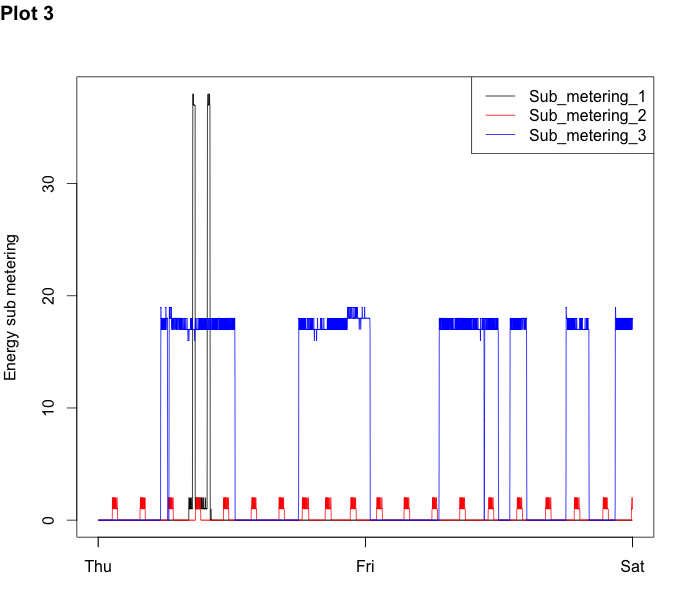 Plot 3
Sub_metering_1
Sub_metering_2
Sub_metering_3
Energy sub metering
30
20
10
0
Thu
Fri
Sat